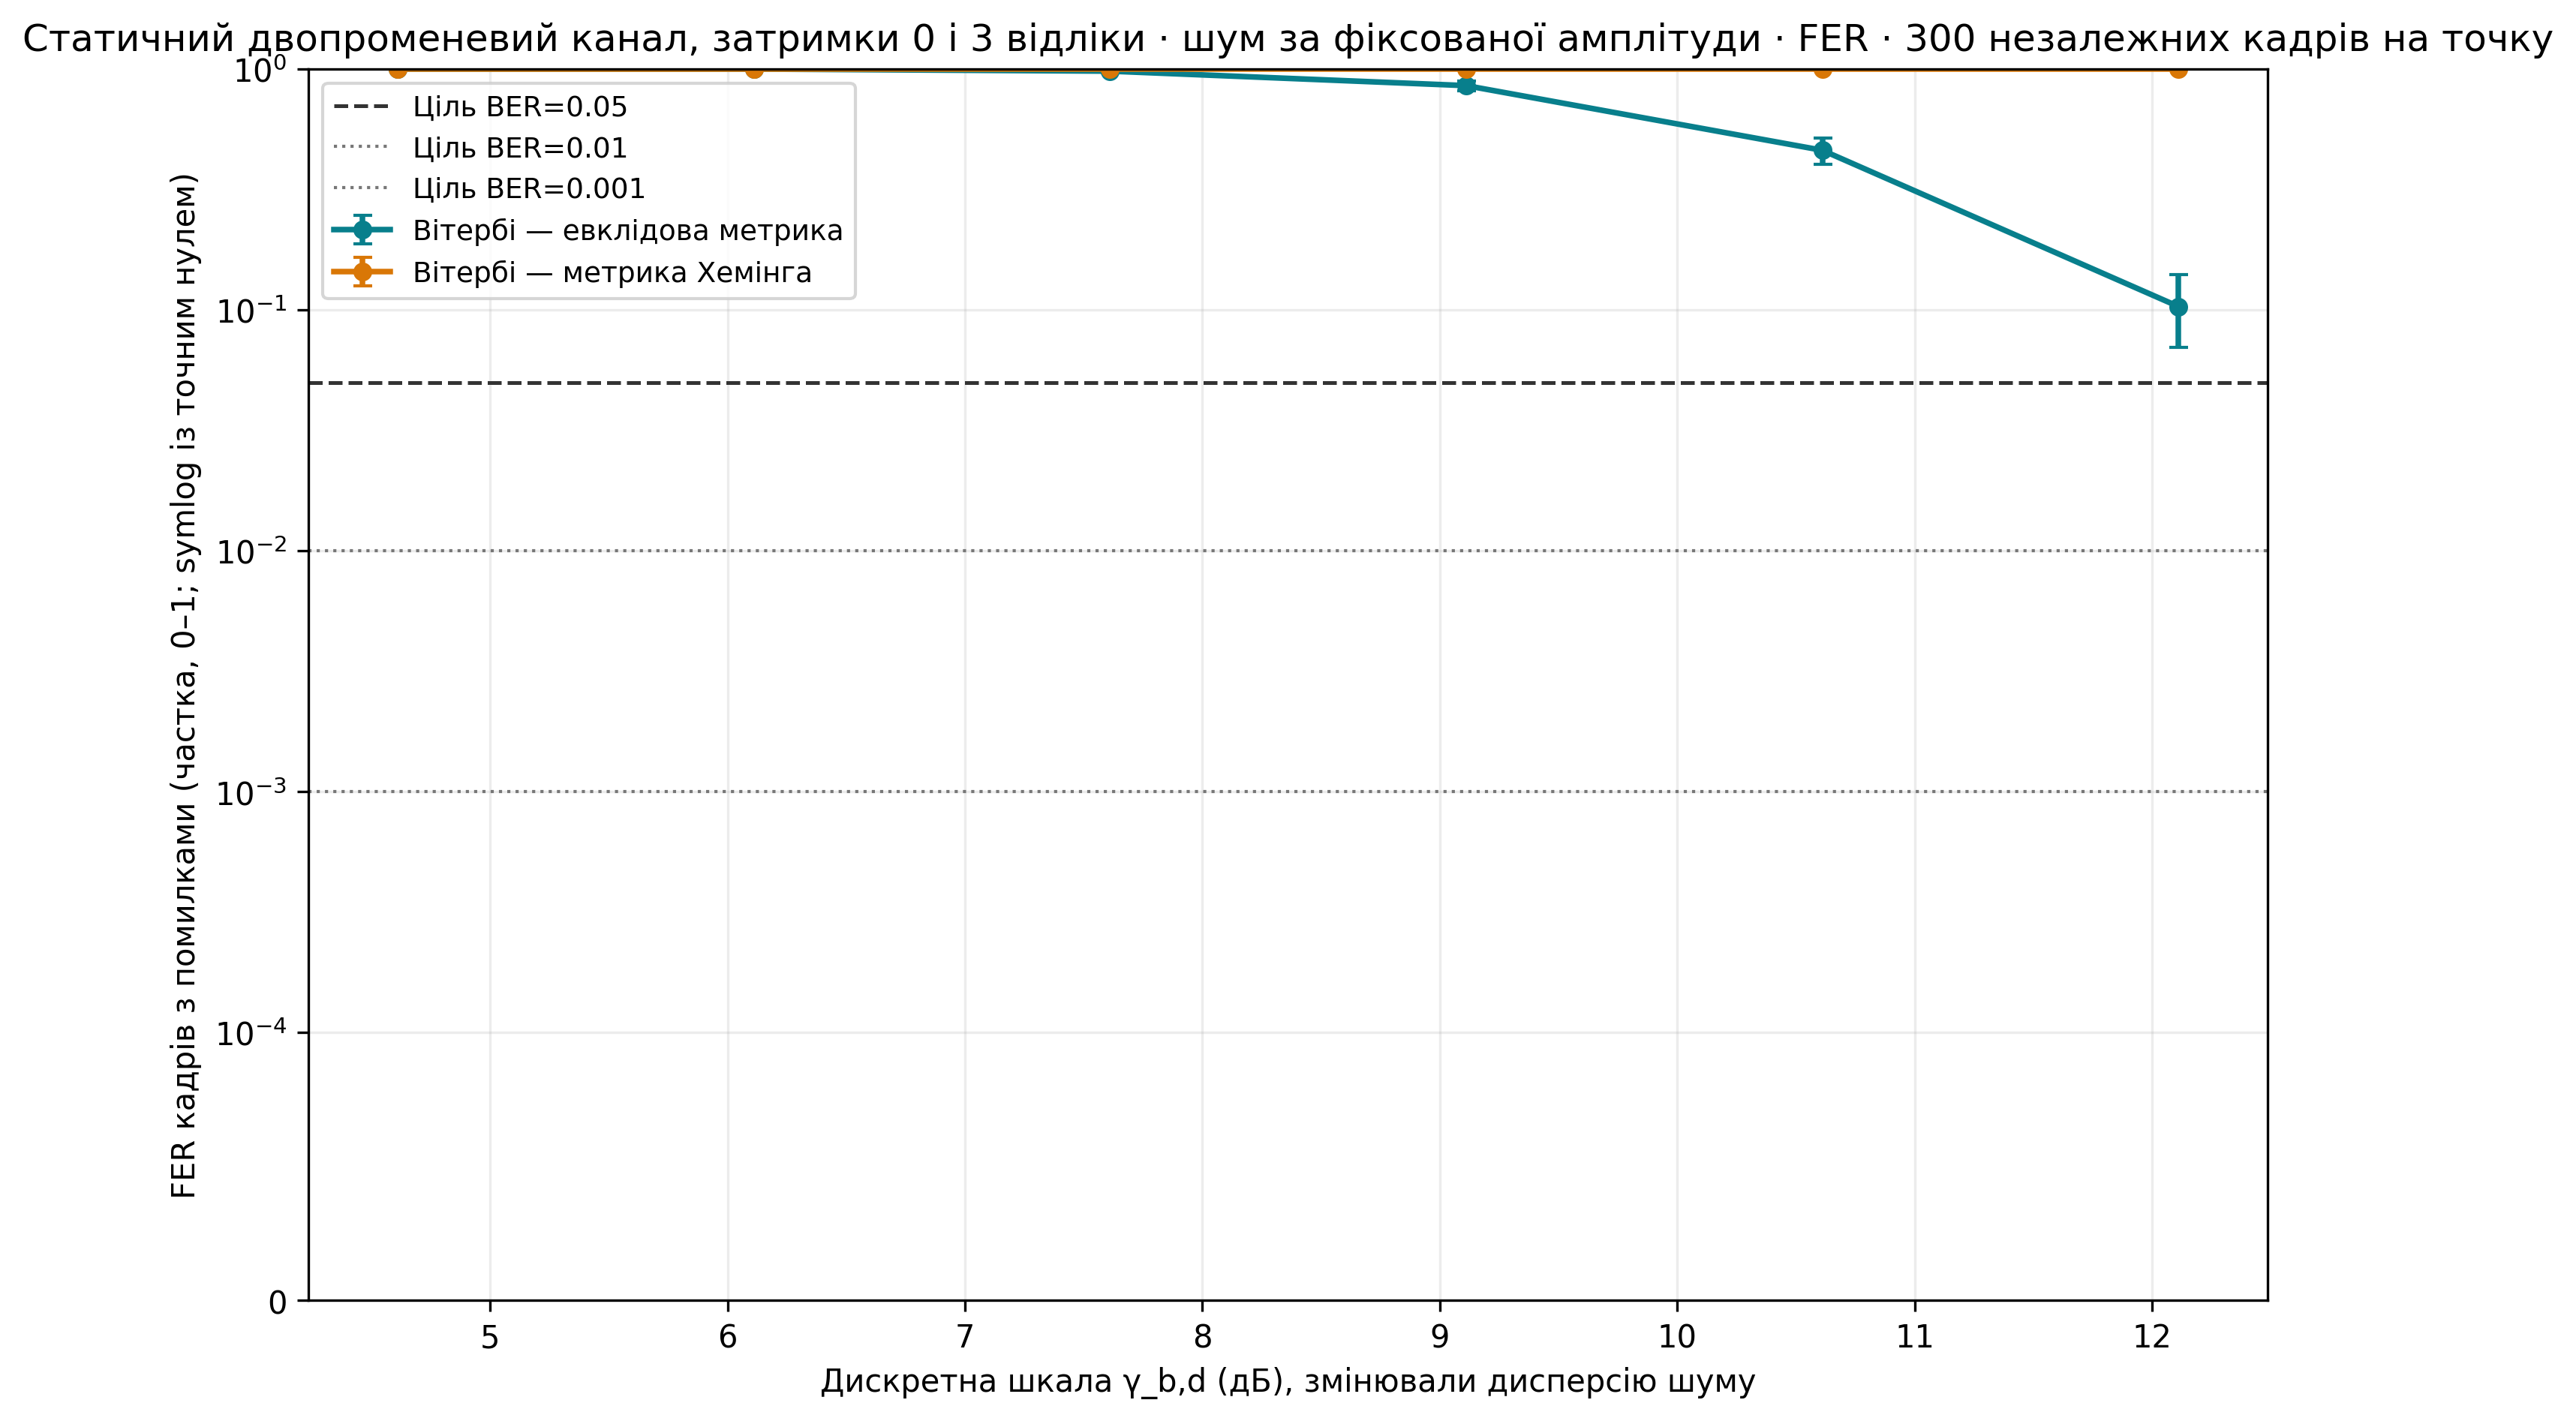 Статичний двопроменевий канал, затримки 0 і 3 відліки · шум за фіксованої амплітуди · FER · 300 незалежних кадрів на точку
FER кадрів з помилками (частка, 0–1; symlog із точним нулем)
10⁰
10⁻¹
10⁻²
10⁻³
10⁻⁴
0
Ціль BER=0.05
Ціль BER=0.01
Ціль BER=0.001
Вітербі — евклідова метрика
Вітербі — метрика Хемінга
5 6 7 8 9 10 11 12
Дискретна шкала γ_b,d (дБ), змінювали дисперсію шуму